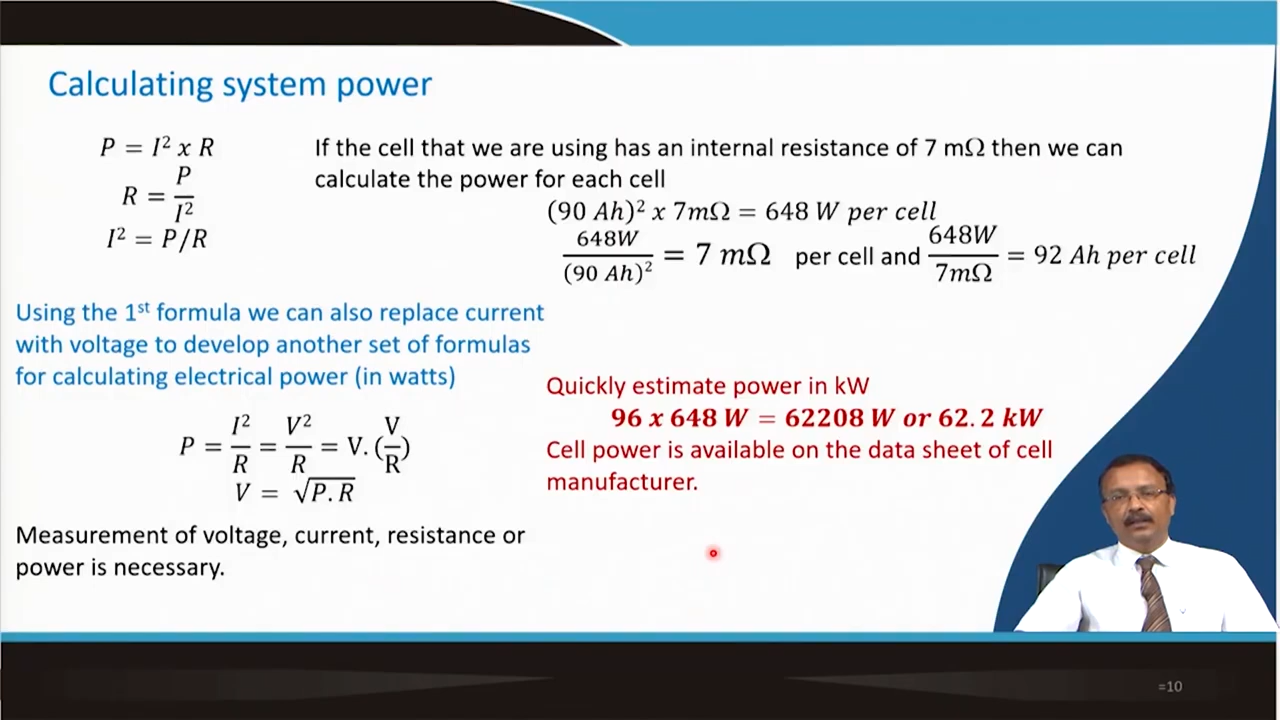 Calculating system power
P = I² x R
R = P/I²
I² = P/R
If the cell that we are using has an internal resistance of 7 mΩ then we can
calculate the power for each cell
(90 Ah)² x 7mΩ = 648 W per cell
648W/(90 Ah)² = 7 mΩ per cell and 648W/7mΩ = 92 Ah per cell
Using the 1st formula we can also replace current
with voltage to develop another set of formulas
for calculating electrical power (in watts)
P = I²/R = V²/R = V.(V/R)
V = √P.R
Measurement of voltage, current, resistance or
power is necessary.
Quickly estimate power in kW
96 x 648 W = 62208 W or 62.2 kW
Cell power is available on the data sheet of cell
manufacturer.
=10